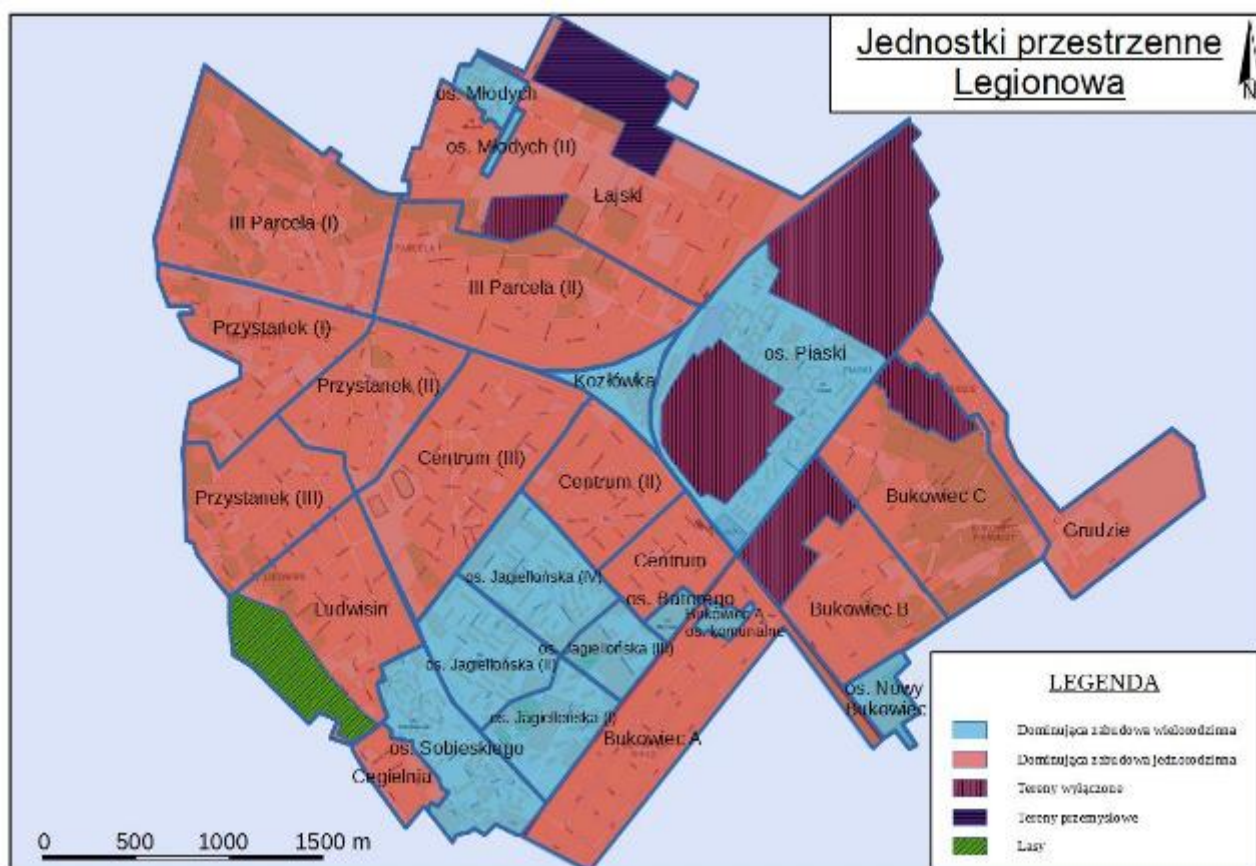 Jednostki przestrzenne
Legionowa
N
os. Młodych
os. Młodych (II)
Łajski
III Parcela (I)
III Parcela (II)
Przystanek (I)
os. Piaski
Kozłówka
Przystanek (II)
Centrum (III)
Centrum (II)
Przystanek (III)
Bukowiec C
Grudzie
Centrum
os. Jagiellońska (IV)
os. Batorego
Bukowiec A -
os. komunalne
Bukowiec B
Ludwisin
os. Jagiellońska (III)
os. Jagiellońska (II)
os. Nowy
Bukowiec
os. Jagiellońska (I)
Bukowiec A
os. Sobieskiego
Cegielnia
LEGENDA
Dominująca zabudowa wielorodzinna
Dominująca zabudowa jednorodzinna
Tereny wyłączone
Tereny przemysłowe
Lasy
0 500 1000 1500 m